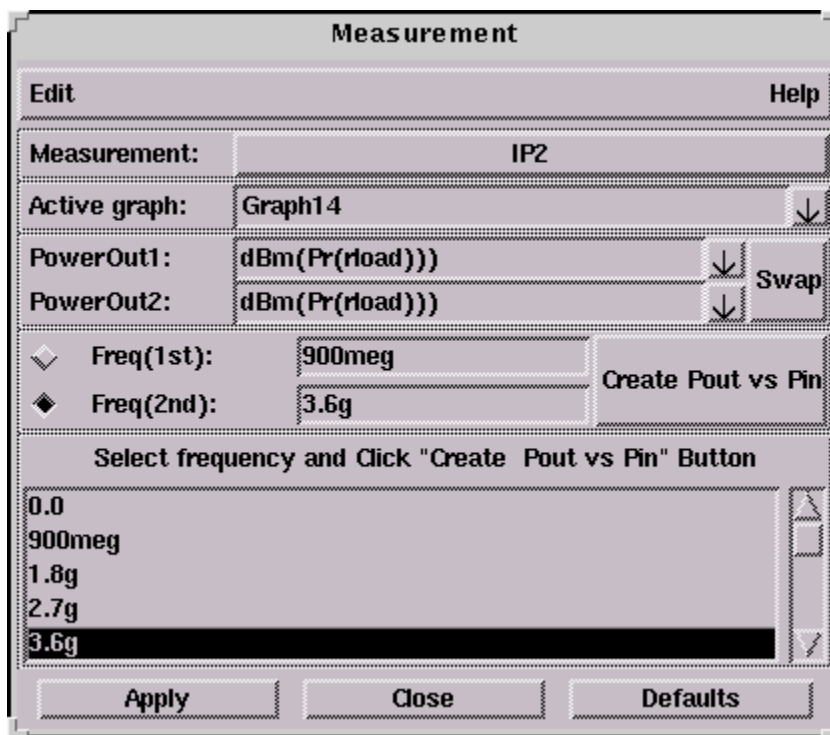 Measurement
Edit Help
Measurement: IP2
Active graph: Graph14
PowerOut1: dBm(Pr(rload)))
PowerOut2: dBm(Pr(rload)))
Swap
Freq(1st): 900meg
Freq(2nd): 3.6g
Create Pout vs Pin
Select frequency and Click "Create Pout vs Pin" Button
0.0
900meg
1.8g
2.7g
3.6g
Apply Close Defaults